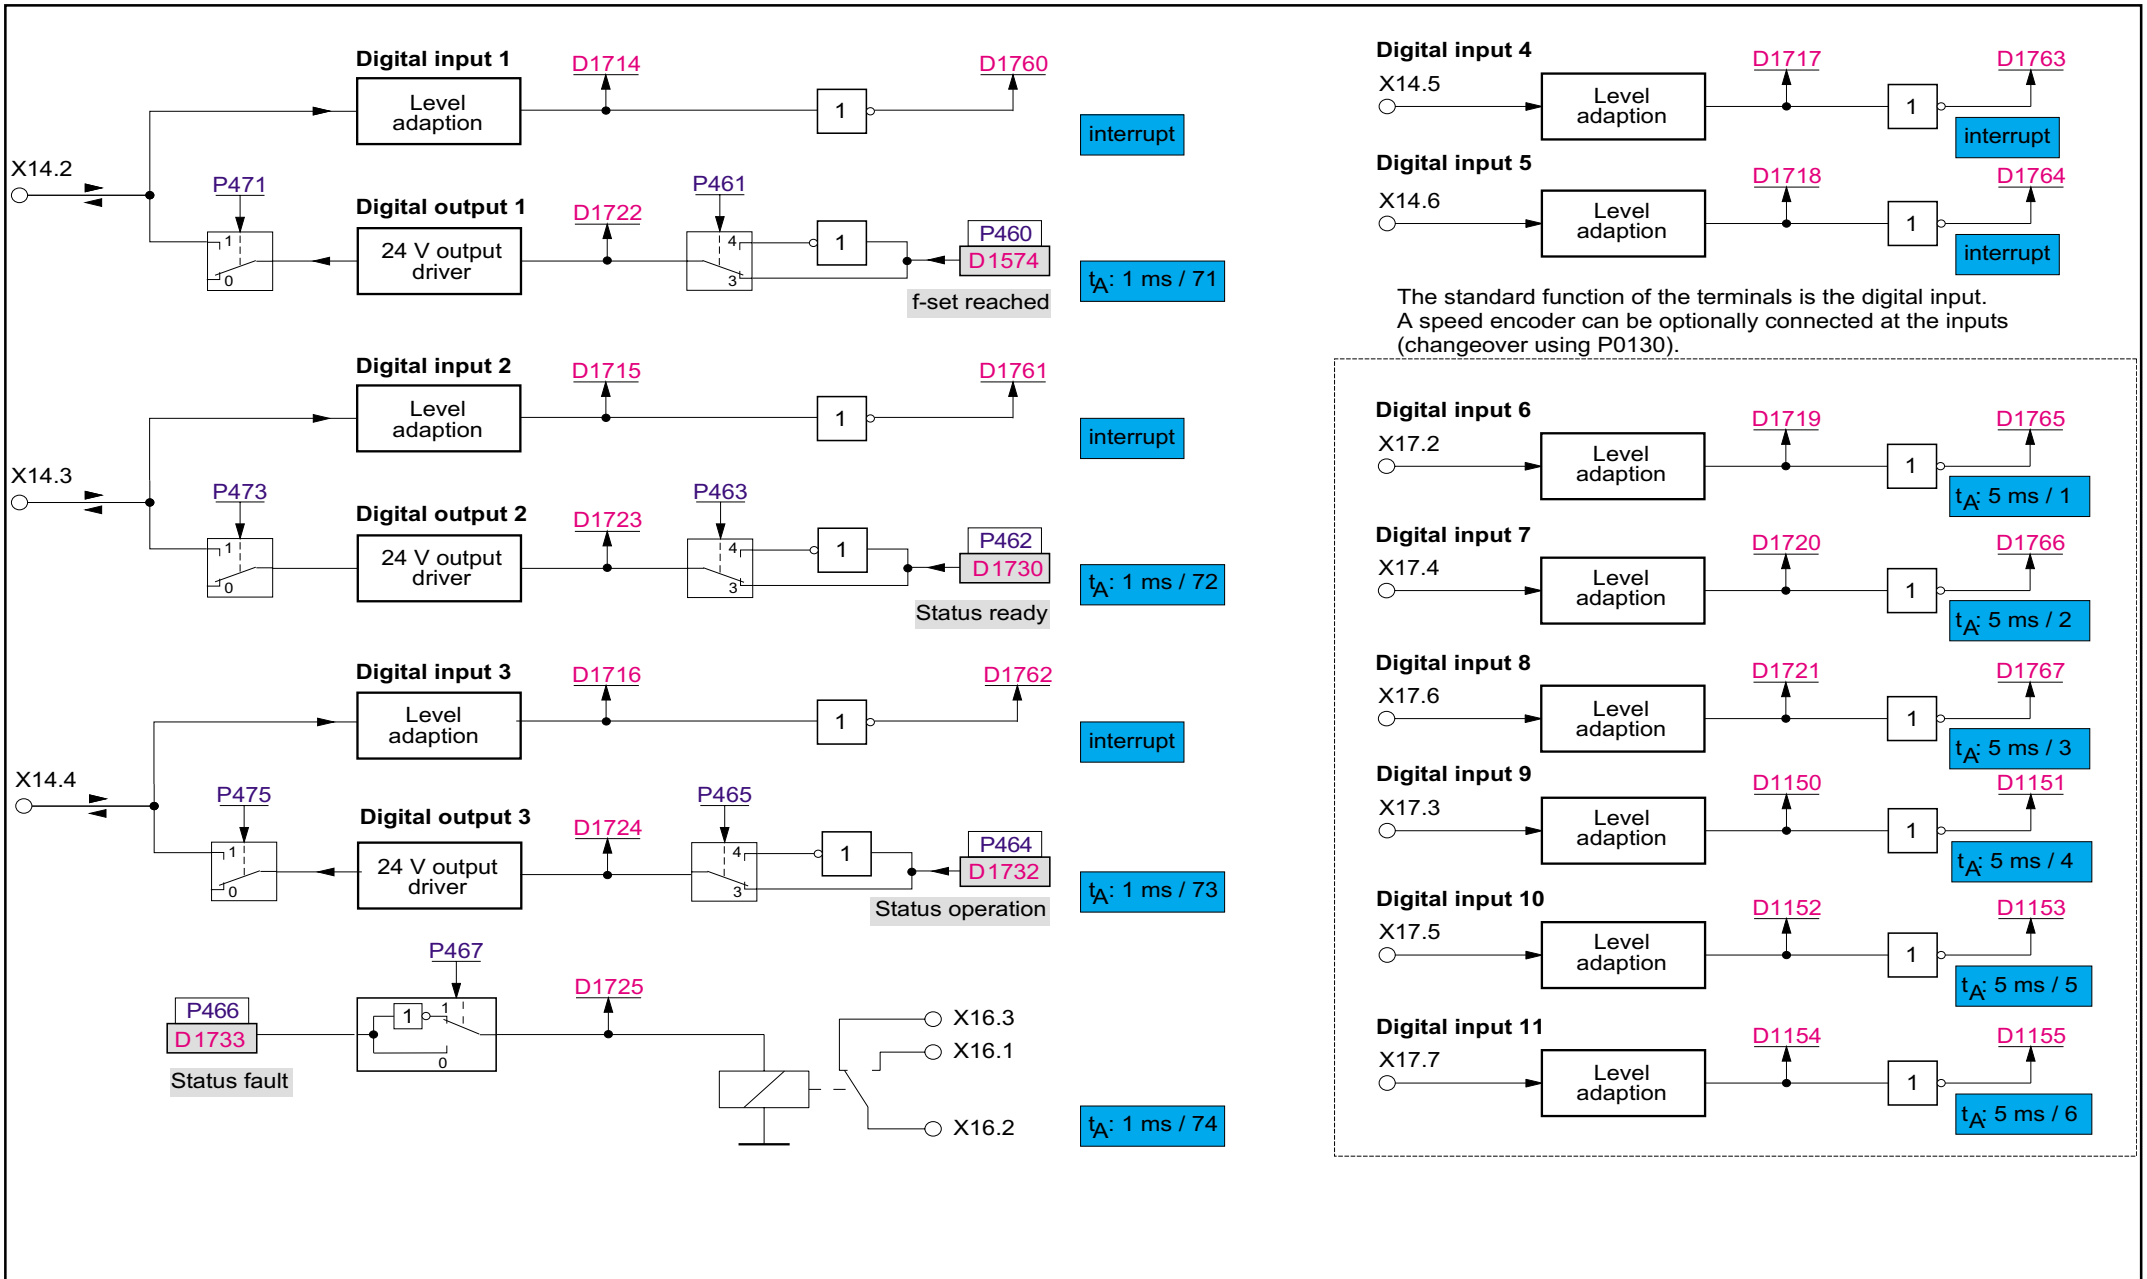 Digital input 1
D1714
D1760
Level
adaption
1
interrupt
X14.2
P471
Digital output 1
D1722
P461
1
0
24 V output
driver
4
3
1
P460
D1574
f-set reached
tA: 1 ms / 71
Digital input 2
D1715
D1761
Level
adaption
1
interrupt
X14.3
P473
Digital output 2
D1723
P463
1
0
24 V output
driver
4
3
1
P462
D1730
Status ready
tA: 1 ms / 72
Digital input 3
D1716
D1762
Level
adaption
1
interrupt
X14.4
P475
Digital output 3
D1724
P465
1
0
24 V output
driver
4
3
1
P464
D1732
Status operation
tA: 1 ms / 73
P467
P466
D1733
Status fault
1
1
0
D1725
X16.3
X16.1
X16.2
tA: 1 ms / 74
Digital input 4
X14.5
Level
adaption
D1717
1
D1763
interrupt
Digital input 5
X14.6
Level
adaption
D1718
1
D1764
interrupt
The standard function of the terminals is the digital input.
A speed encoder can be optionally connected at the inputs
(changeover using P0130).
Digital input 6
X17.2
Level
adaption
D1719
1
D1765
tA: 5 ms / 1
Digital input 7
X17.4
Level
adaption
D1720
1
D1766
tA: 5 ms / 2
Digital input 8
X17.6
Level
adaption
D1721
1
D1767
tA: 5 ms / 3
Digital input 9
X17.3
Level
adaption
D1150
1
D1151
tA: 5 ms / 4
Digital input 10
X17.5
Level
adaption
D1152
1
D1153
tA: 5 ms / 5
Digital input 11
X17.7
Level
adaption
D1154
1
D1155
tA: 5 ms / 6